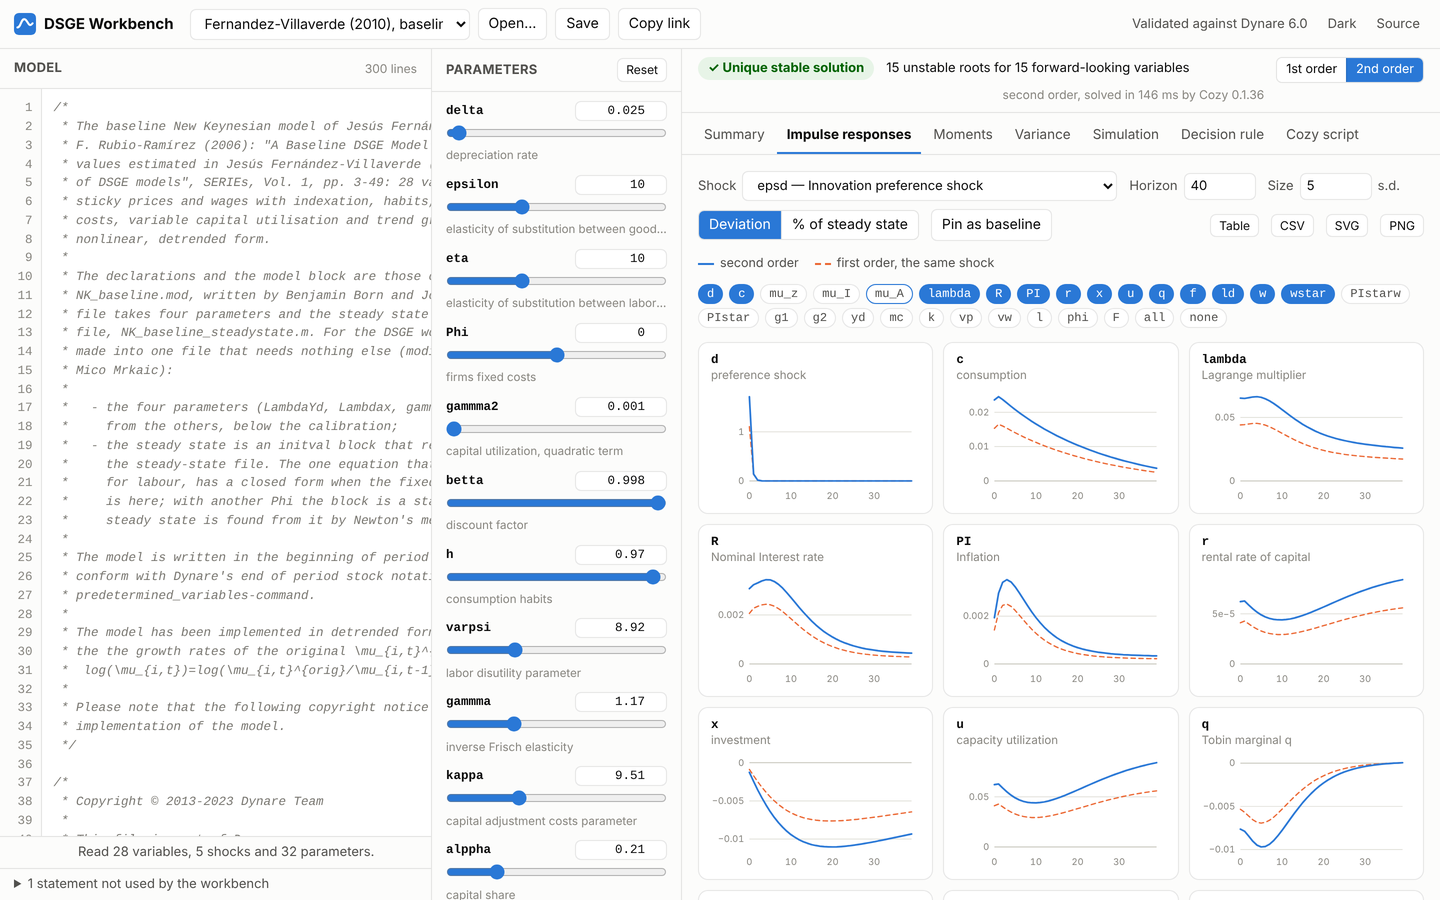 DSGE Workbench
Fernandez-Villaverde (2010), baselir
Open...
Save
Copy link
Validated against Dynare 6.0
Dark
Source
MODEL
300 lines
1 /*
2 * The baseline New Keynesian model of Jesús Fernár
3 * F. Rubio-Ramírez (2006): "A Baseline DSGE Model
4 * values estimated in Jesús Fernández-Villaverde
5 * of DSGE models", SERIEs, Vol. 1, pp. 3-49: 28 va
6 * sticky prices and wages with indexation, habits,
7 * costs, variable capital utilisation and trend gr
8 * nonlinear, detrended form.
9 *
10 * The declarations and the model block are those o
11 * NK_baseline.mod, written by Benjamin Born and Jo
12 * file takes four parameters and the steady state
13 * file, NK_baseline_steadystate.m. For the DSGE wo
14 * made into one file that needs nothing else (modi
15 * Mico Mrkaic):
16 *
17 * - the four parameters (LambdaYd, Lambdax, gamm
18 * from the others, below the calibration;
19 * - the steady state is an initval block that re
20 * the steady-state file. The one equation that
21 * for labour, has a closed form when the fixed
22 * is here; with another Phi the block is a sta
23 * steady state is found from it by Newton's me
24 *
25 * The model is written in the beginning of period
26 * conform with Dynare's end of period stock notati
27 * predetermined_variables-command.
28 *
29 * The model has been implemented in detrended form
30 * the the growth rates of the original \mu_{i,t}^
31 * log(\mu_{i,t})=log(\mu_{i,t}^{orig}/\mu_{i,t-1}
32 *
33 * Please note that the following copyright notice
34 * implementation of the model.
35 */
36
37 /*
38 * Copyright © 2013-2023 Dynare Team
39 *
Read 28 variables, 5 shocks and 32 parameters.
▶ 1 statement not used by the workbench
PARAMETERS
Reset
delta 0.025
depreciation rate
epsilon 10
elasticity of substitution between good...
eta 10
elasticity of substitution between labor...
Phi 0
firms fixed costs
gammma2 0.001
capital utilization, quadratic term
betta 0.998
discount factor
h 0.97
consumption habits
varpsi 8.92
labor disutility parameter
gammma 1.17
inverse Frisch elasticity
kappa 9.51
capital adjustment costs parameter
alppha 0.21
capital share
✓ Unique stable solution
15 unstable roots for 15 forward-looking variables
1st order
2nd order
second order, solved in 146 ms by Cozy 0.1.36
Summary
Impulse responses
Moments
Variance
Simulation
Decision rule
Cozy script
Shock
epsd — Innovation preference shock
Horizon 40
Size 5 s.d.
Deviation
% of steady state
Pin as baseline
Table
CSV
SVG
PNG
second order
first order, the same shock
d c mu_z mu_I mu_A lambda R PI r x u q f ld w wstar PIstarw
PIstar g1 g2 yd mc k vp vw l phi F all none
d
preference shock
1
0
0 10 20 30
c
consumption
0.02
0.01
0
0 10 20 30
lambda
Lagrange multiplier
0.05
0
0 10 20 30
R
Nominal Interest rate
0.002
0
0 10 20 30
PI
Inflation
0.002
0
0 10 20 30
r
rental rate of capital
5e−5
0
0 10 20 30
x
investment
0
−0.005
−0.01
0 10 20 30
u
capacity utilization
0.05
0
0 10 20 30
q
Tobin marginal q
0
−0.005
−0.01
0 10 20 30